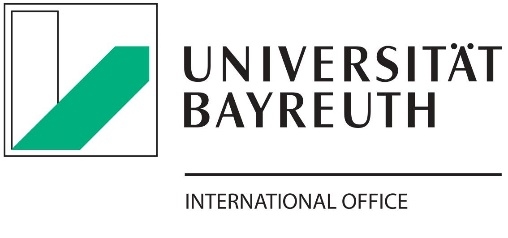 UNIVERSITÄT
BAYREUTH
INTERNATIONAL OFFICE